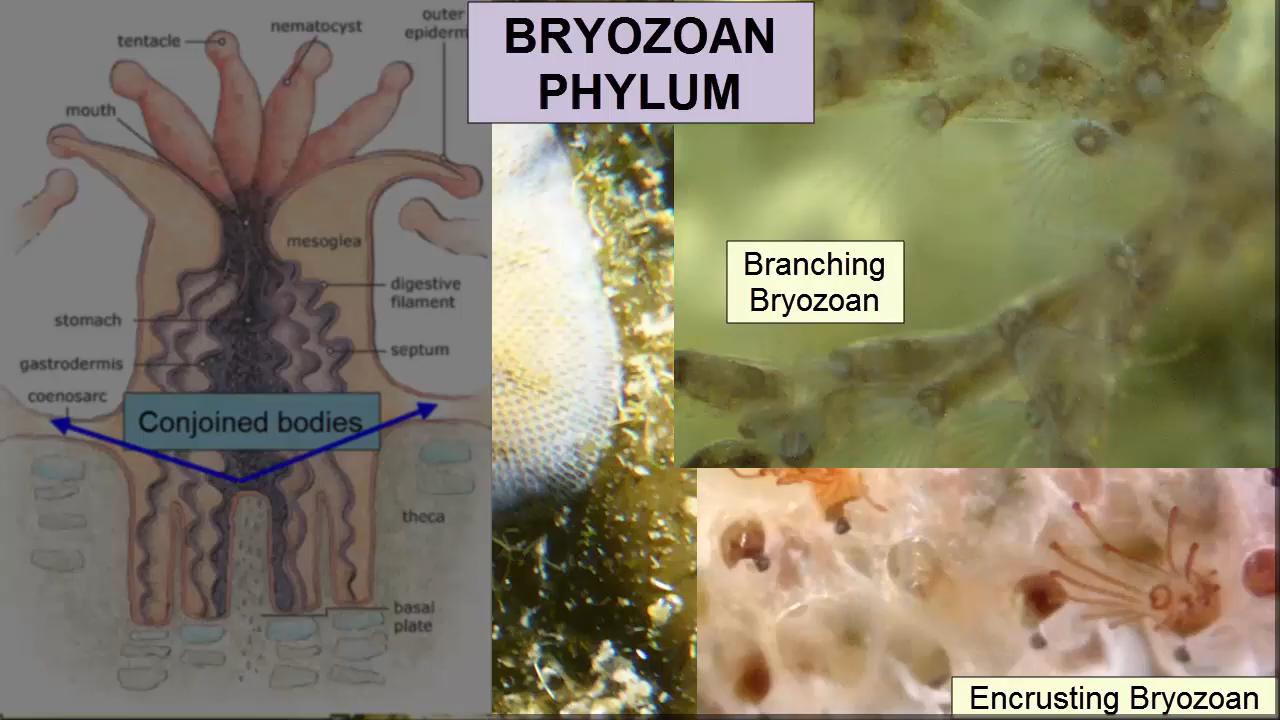 BRYOZOAN
PHYLUM
tentacle
nematocyst
outer
epiderm
mouth
mesoglea
digestive
filament
stomach
septum
gastrodermis
coenosarc
Conjoined bodies
theca
basal
plate
Branching
Bryozoan
Encrusting Bryozoan